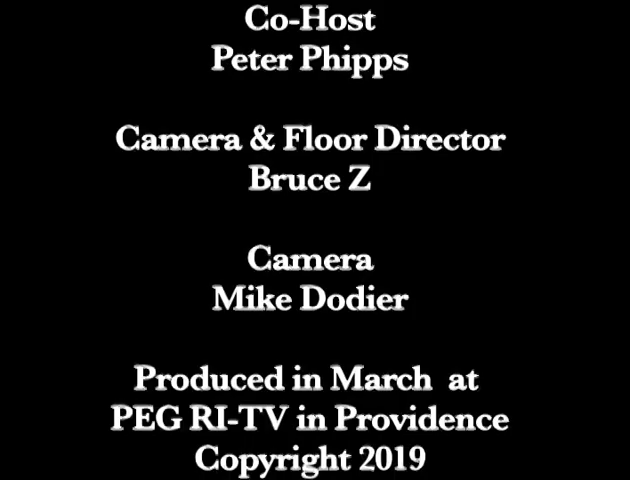 Co-Host
Peter Phipps
Camera & Floor Director
Bruce Z
Camera
Mike Dodier
Produced in March at
PEG RI-TV in Providence
Copyright 2019